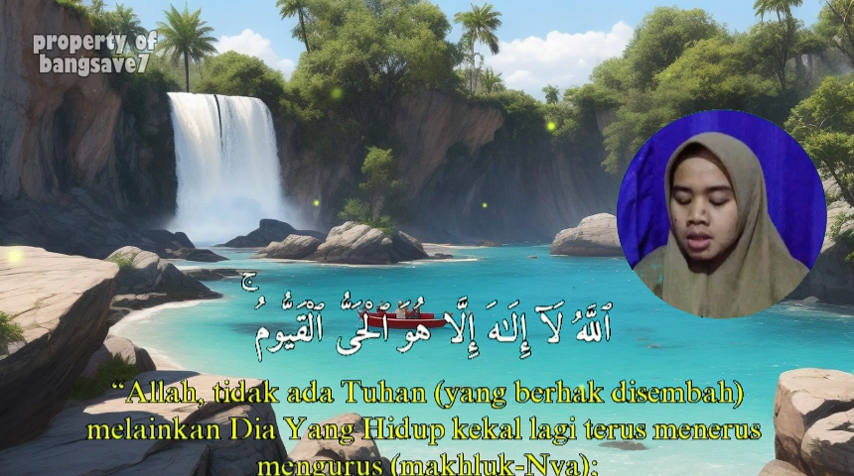 property of
bangsave7
ٱللَّهُ لَآ إِلَـٰهَ إِلَّا هُوَ ٱلْحَىُّ ٱلْقَيُّومُ ۚ
“Allah, tidak ada Tuhan (yang berhak disembah)
melainkan Dia Yang Hidup kekal lagi terus menerus
mengurus (makhluk-Nya);